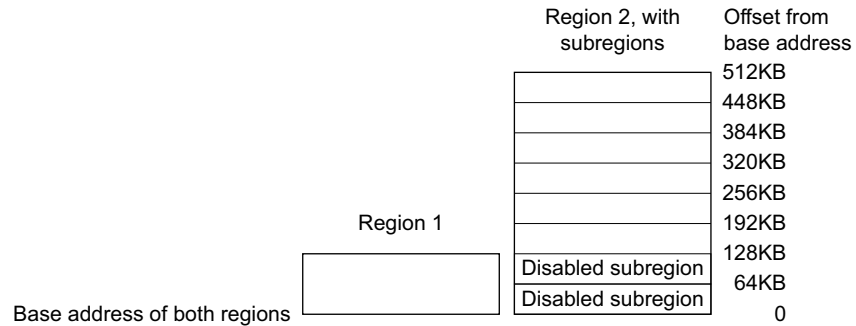 Region 2, with
subregions
Offset from
base address
512KB
448KB
384KB
320KB
256KB
192KB
Region 1
128KB
Disabled subregion
64KB
Disabled subregion
Base address of both regions
0